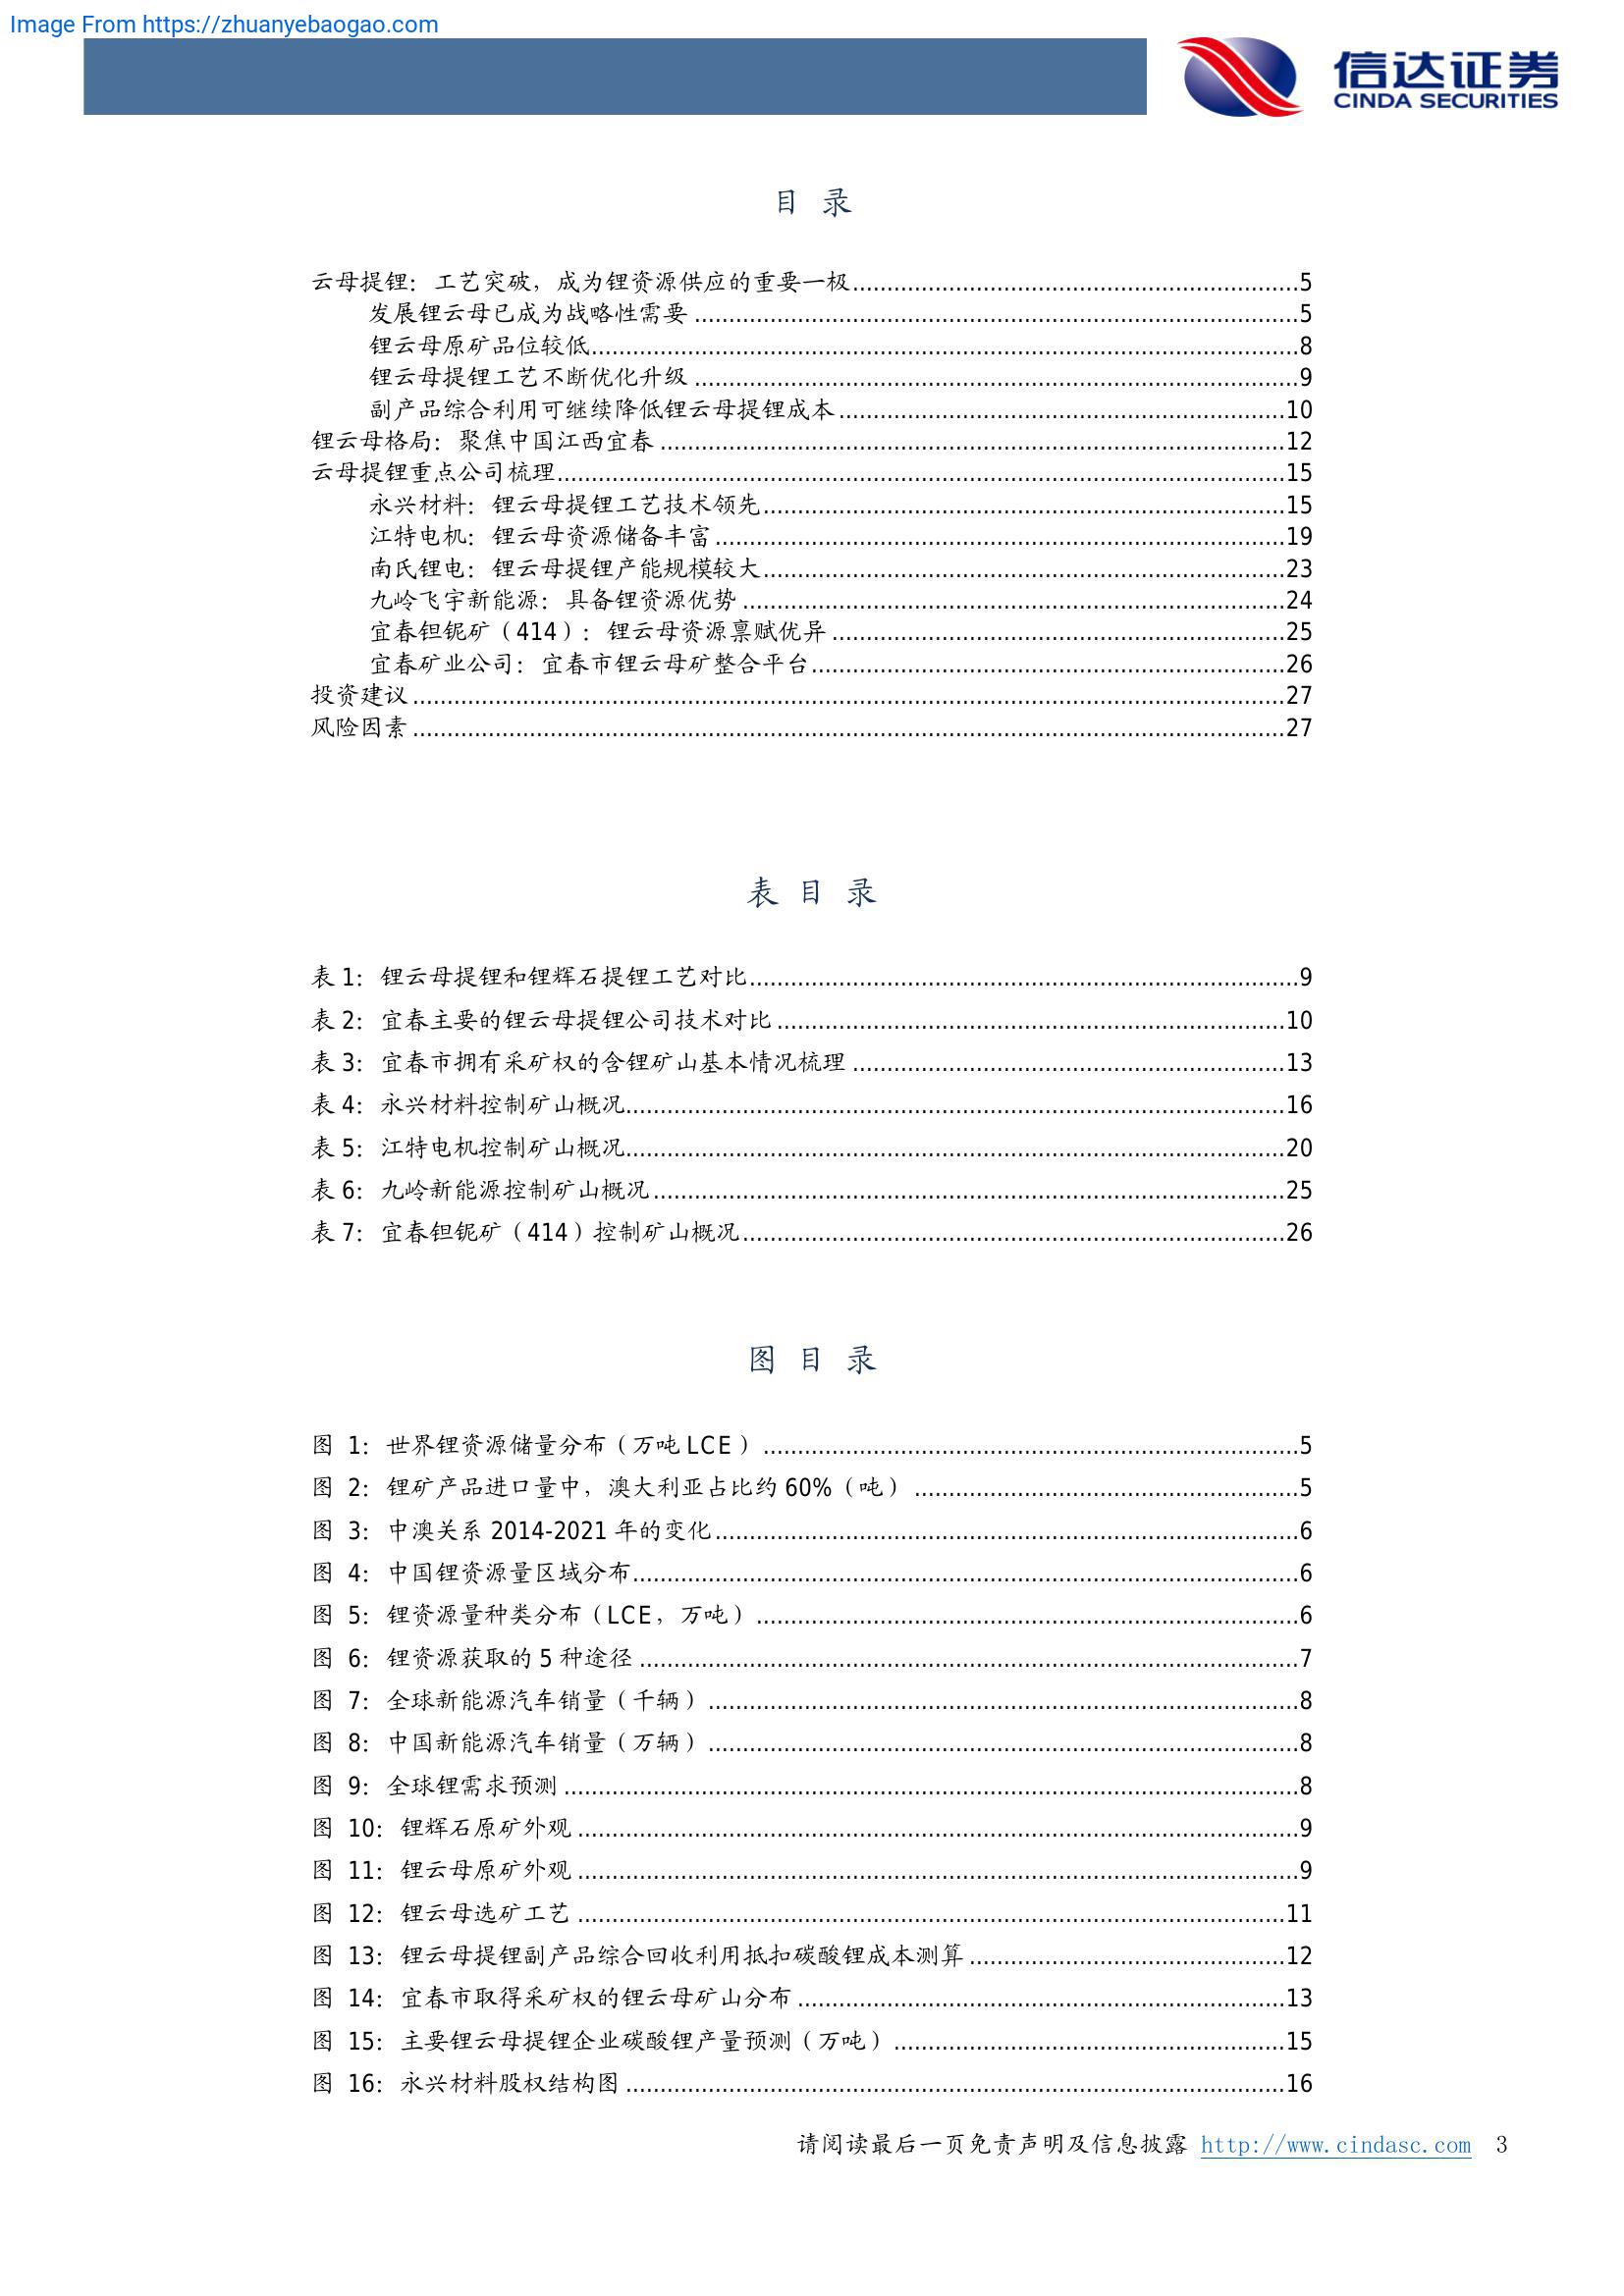 Image From https://zhuanyebaogao.com
信达证券
CINDA SECURITIES
目 录
云母提锂：工艺突破，成为锂资源供应的重要一极................................................................5
发展锂云母已成为战略性需要................................................................5
锂云母原矿品位较低................................................................8
锂云母提锂工艺不断优化升级................................................................9
副产品综合利用可继续降低锂云母提锂成本................................................................10
锂云母格局：聚焦中国江西宜春................................................................12
云母提锂重点公司梳理................................................................15
永兴材料：锂云母提锂工艺技术领先................................................................15
江特电机：锂云母资源储备丰富................................................................19
南氏锂电：锂云母提锂产能规模较大................................................................23
九岭飞宇新能源：具备锂资源优势................................................................24
宜春钽铌矿（414）：锂云母资源禀赋优异................................................................25
宜春矿业公司：宜春市锂云母矿整合平台................................................................26
投资建议................................................................27
风险因素................................................................27
表 目 录
表 1：锂云母提锂和锂辉石提锂工艺对比................................................................9
表 2：宜春主要的锂云母提锂公司技术对比................................................................10
表 3：宜春市拥有采矿权的含锂矿山基本情况梳理................................................................13
表 4：永兴材料控制矿山概况................................................................16
表 5：江特电机控制矿山概况................................................................20
表 6：九岭新能源控制矿山概况................................................................25
表 7：宜春钽铌矿（414）控制矿山概况................................................................26
图 目 录
图 1：世界锂资源储量分布（万吨 LCE）................................................................5
图 2：锂矿产品进口量中，澳大利亚占比约 60%（吨）................................................................5
图 3：中澳关系 2014-2021 年的变化................................................................6
图 4：中国锂资源量区域分布................................................................6
图 5：锂资源量种类分布（LCE，万吨）................................................................6
图 6：锂资源获取的 5 种途径................................................................7
图 7：全球新能源汽车销量（千辆）................................................................8
图 8：中国新能源汽车销量（万辆）................................................................8
图 9：全球锂需求预测................................................................8
图 10：锂辉石原矿外观................................................................9
图 11：锂云母原矿外观................................................................9
图 12：锂云母选矿工艺................................................................11
图 13：锂云母提锂副产品综合回收利用抵扣碳酸锂成本测算................................................................12
图 14：宜春市取得采矿权的锂云母矿山分布................................................................13
图 15：主要锂云母提锂企业碳酸锂产量预测（万吨）................................................................15
图 16：永兴材料股权结构图................................................................16
请阅读最后一页免责声明及信息披露 http://www.cindasc.com 3